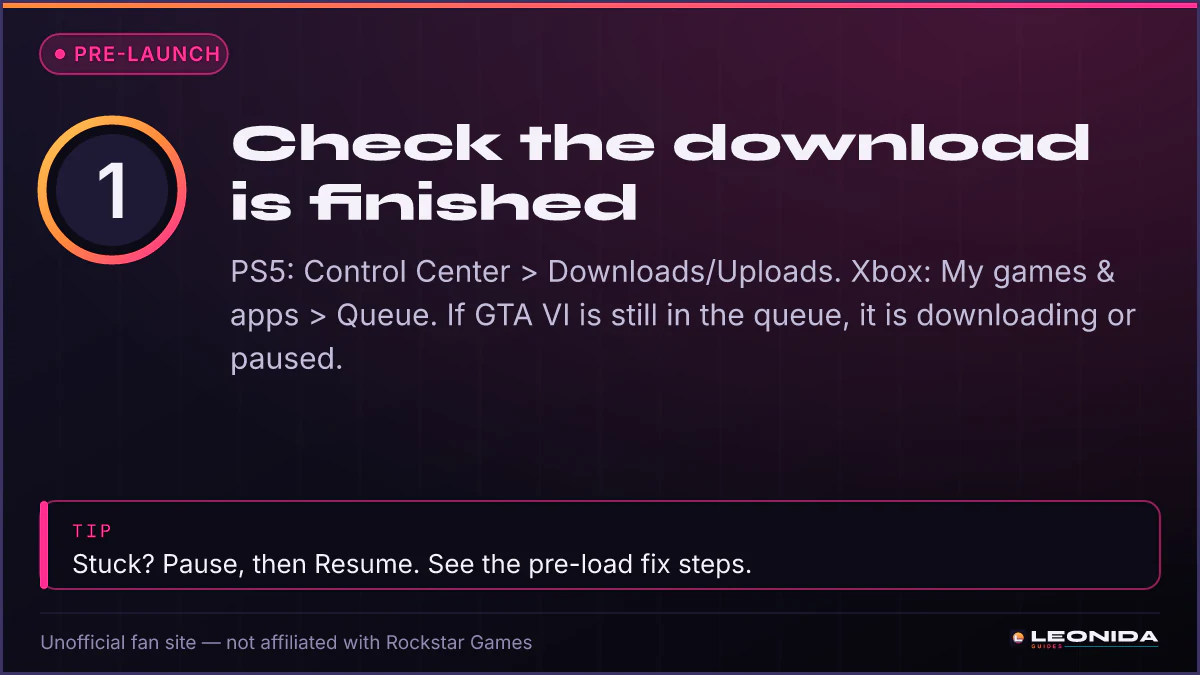 PRE-LAUNCH
1
Check the download
is finished
PS5: Control Center > Downloads/Uploads. Xbox: My games &
apps > Queue. If GTA VI is still in the queue, it is downloading or
paused.
TIP
Stuck? Pause, then Resume. See the pre-load fix steps.
Unofficial fan site — not affiliated with Rockstar Games
LEONIDA
GUIDES